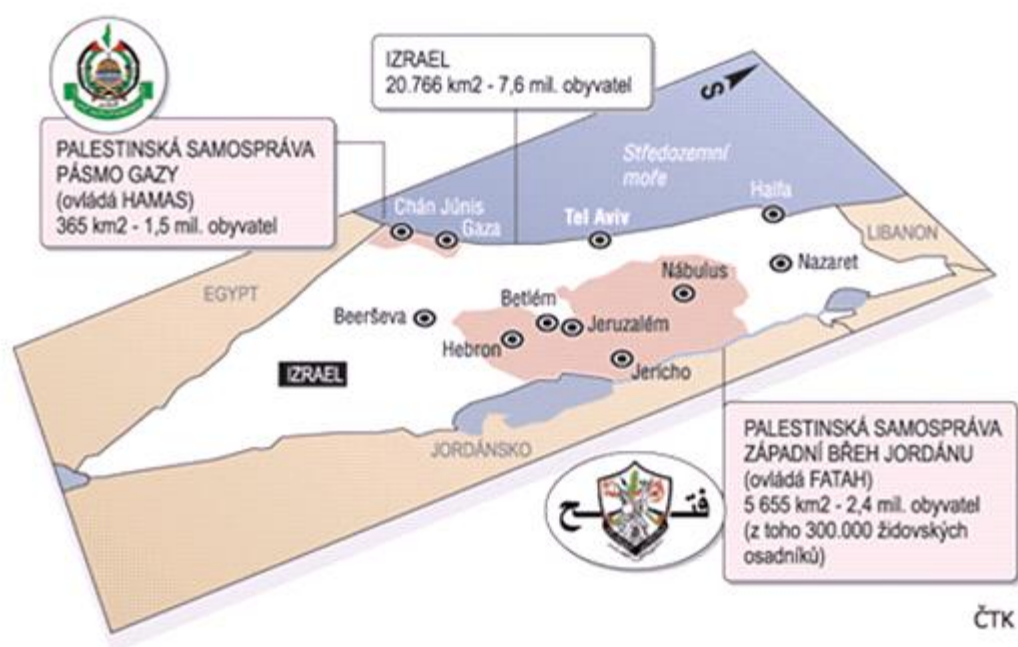 IZRAEL
20.766 km2 - 7,6 mil. obyvatel
S
PALESTINSKÁ SAMOSPRÁVA
PÁSMO GAZY
(ovládá HAMAS)
365 km2 - 1,5 mil. obyvatel
Středozemní
moře
Haifa
Chán Júnis
Gaza
Tel Aviv
LIBANON
Nazaret
EGYPT
Nábulus
Betlém
Beerševa
Jeruzalém
Hebron
Jericho
IZRAEL
JORDÁNSKO
PALESTINSKÁ SAMOSPRÁVA
ZÁPADNÍ BŘEH JORDÁNU
(ovládá FATAH)
5 655 km2 - 2,4 mil. obyvatel
(z toho 300.000 židovských
osadníků)
فتح
ČTK